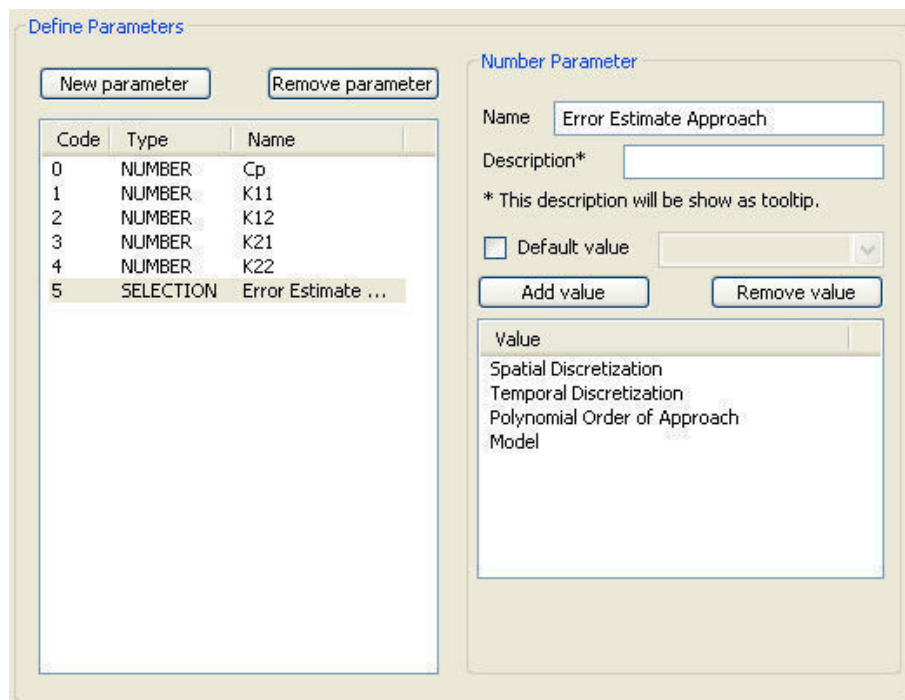 Define Parameters
New parameter Remove parameter
Code Type Name
0 NUMBER Cp
1 NUMBER K11
2 NUMBER K12
3 NUMBER K21
4 NUMBER K22
5 SELECTION Error Estimate ...
Number Parameter
Name Error Estimate Approach
Description*
* This description will be show as tooltip.
Default value
Add value Remove value
Value
Spatial Discretization
Temporal Discretization
Polynomial Order of Approach
Model